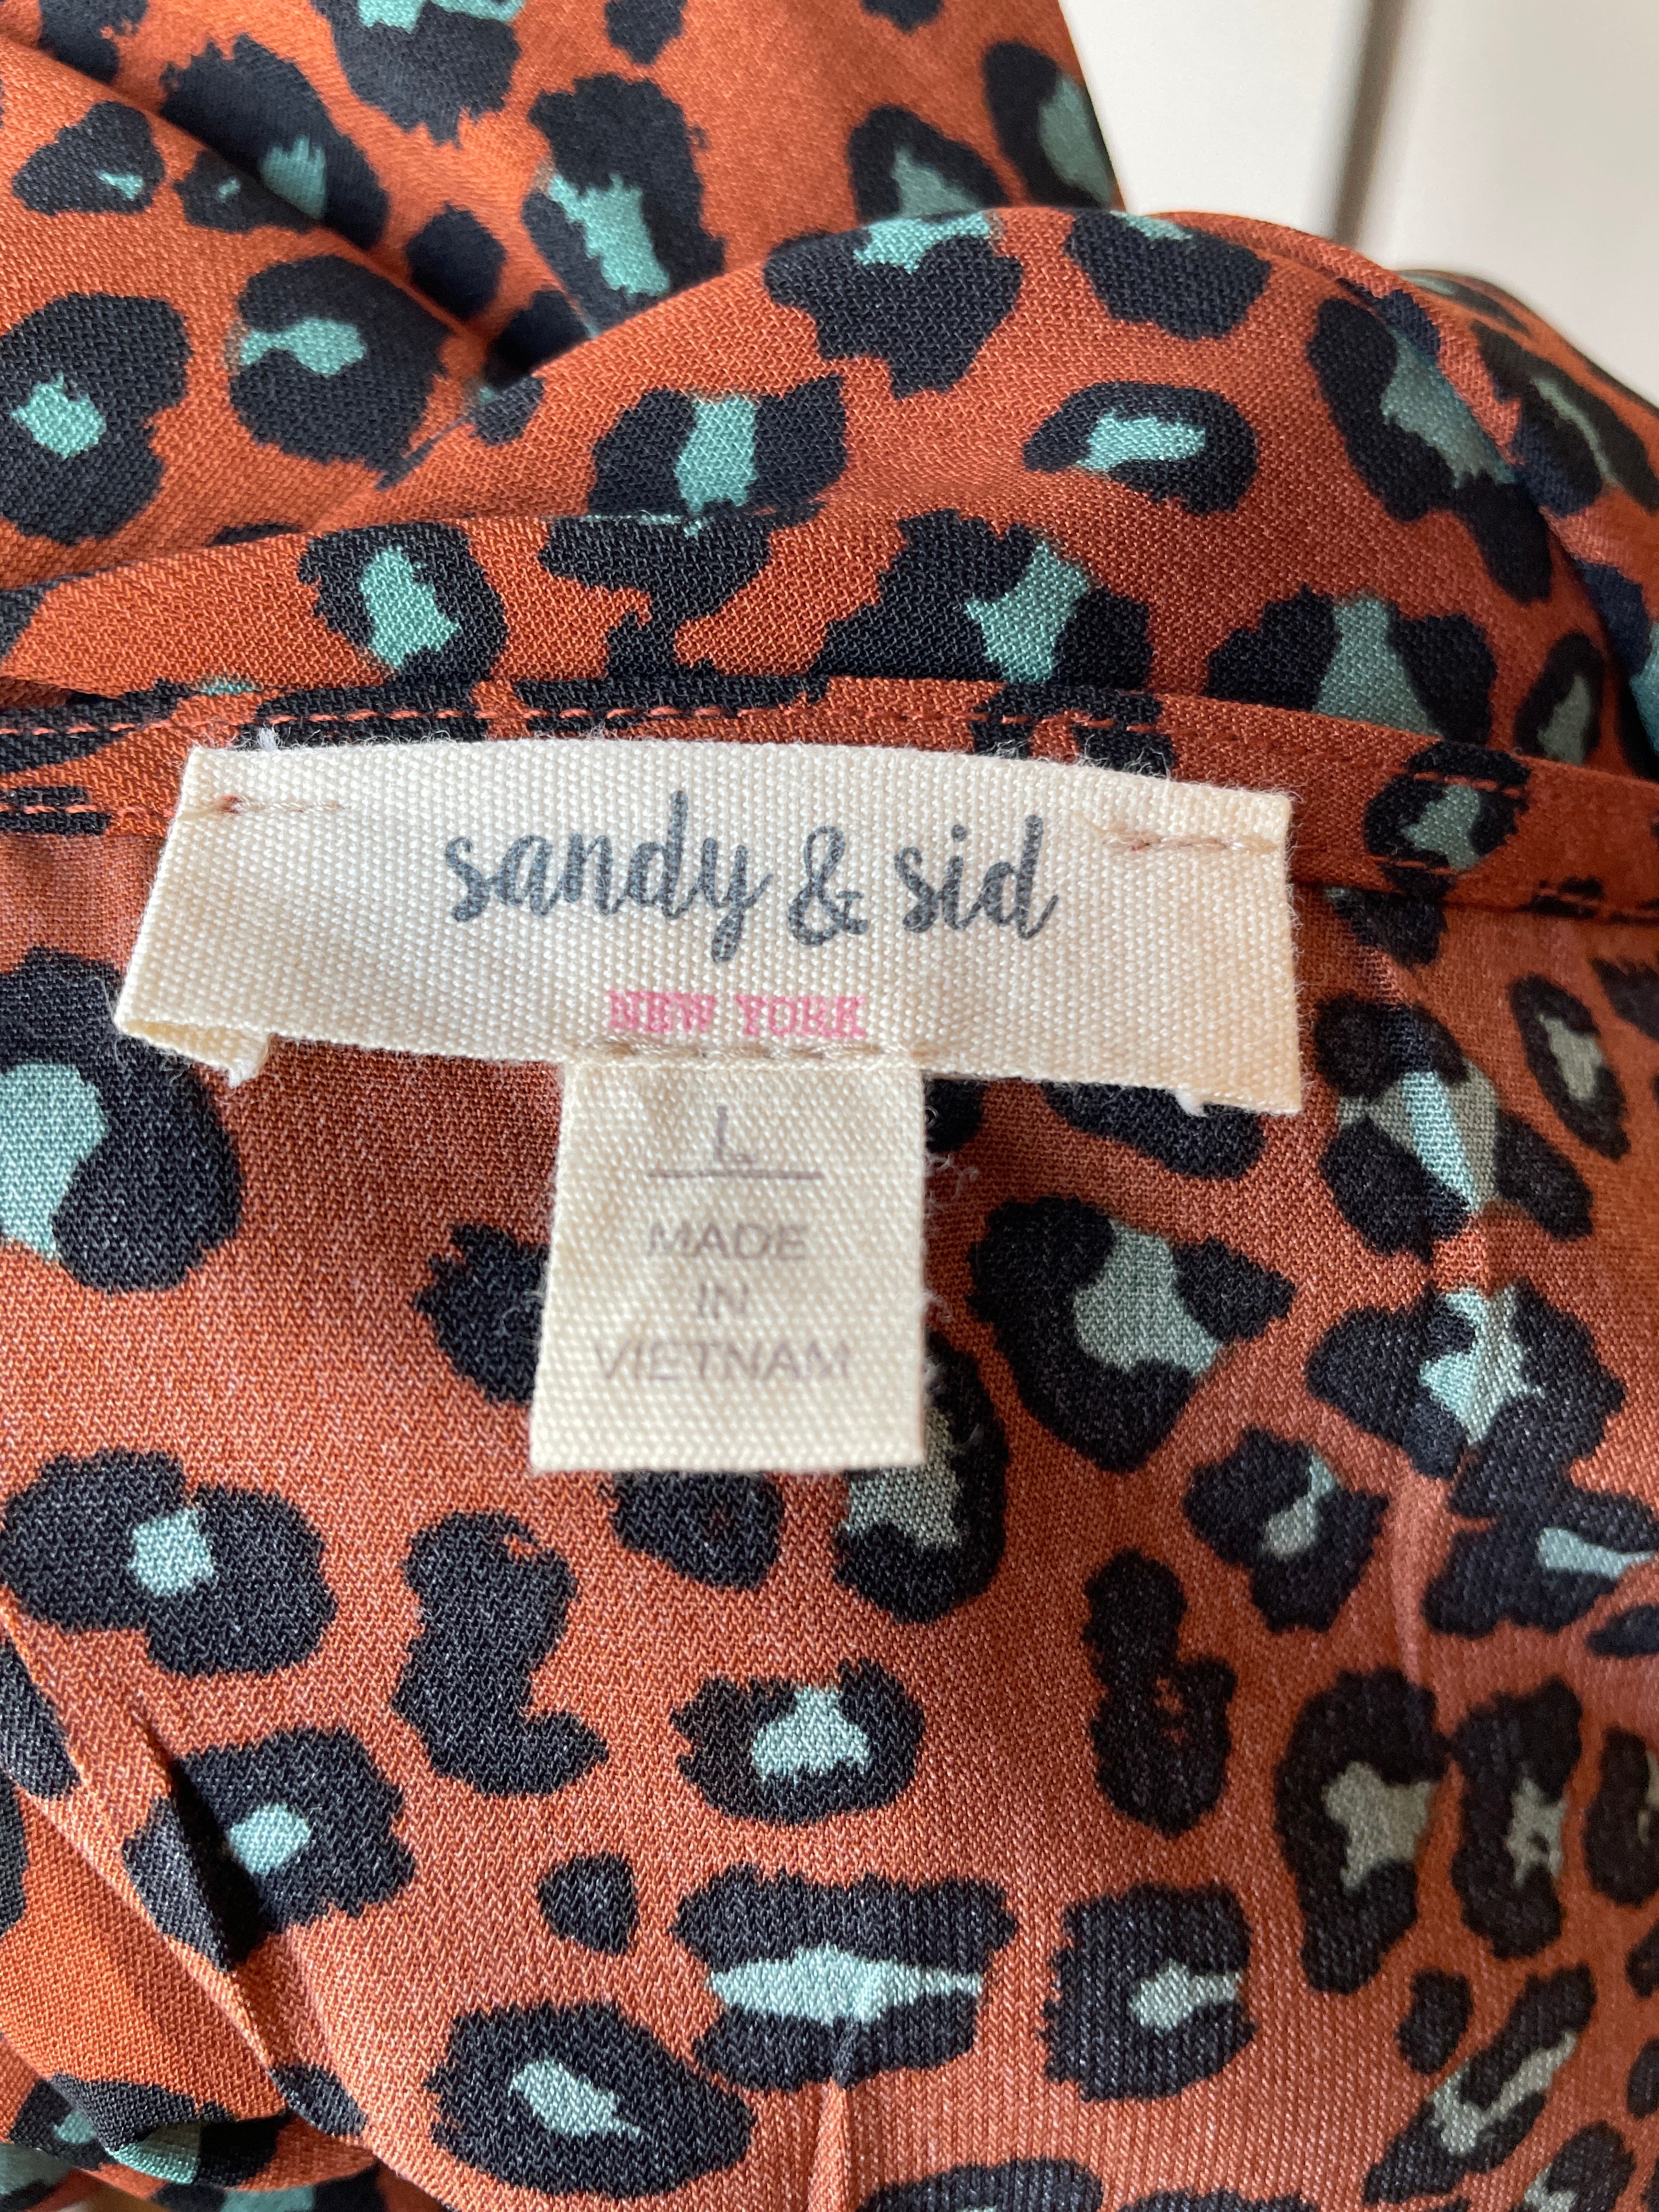 sandy & sid
NEW YORK
L
MADE
IN
VIETNAM